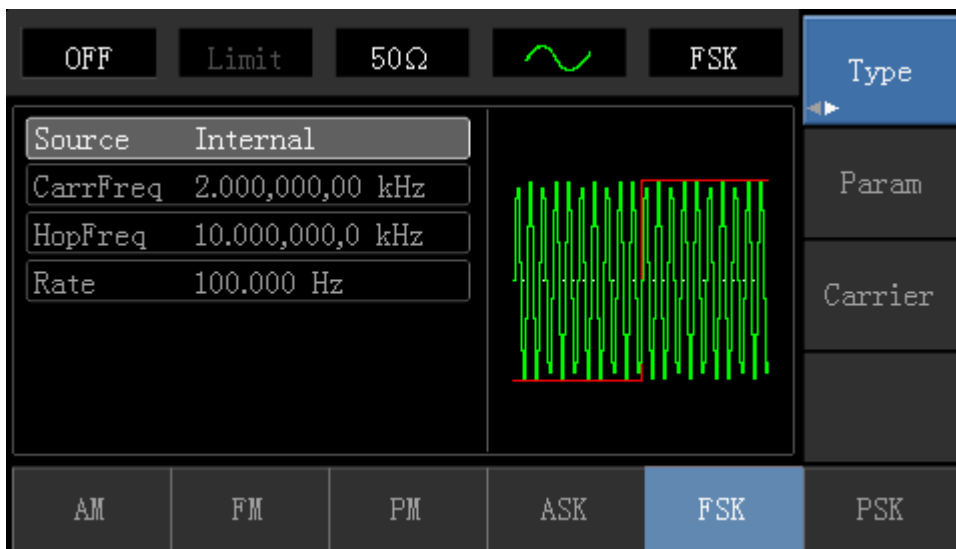 OFF Limit 50Ω FSK Type
Source Internal
CarrFreq 2.000,000,00 kHz
Param
HopFreq 10.000,000,0 kHz
Rate 100.000 Hz
Carrier
AM FM PM ASK FSK PSK